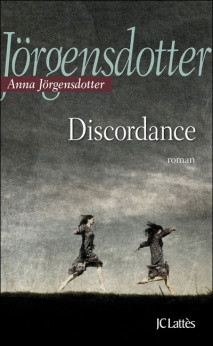 Jörgensdotter
Anna Jörgensdotter
Discordance
roman
JC Lattès